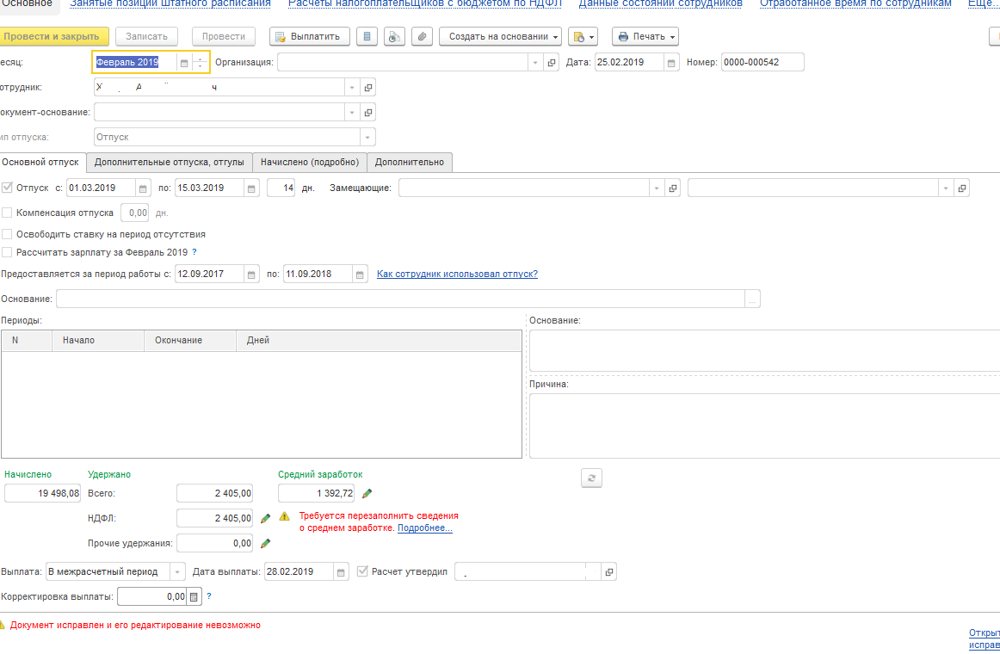 Основное Занятые позиции штатного расписания Расчеты налогоплательщиков с бюджетом по НДФЛ Данные состояний сотрудников Отработанное время по сотрудникам Еще...
Провести и закрыть Записать Провести Выплатить Создать на основании Печать
есяц: Февраль 2019 Организация: Дата: 25.02.2019 Номер: 0000-000542
отрудник:
окумент-основание:
ип отпуска: Отпуск
Основной отпуск Дополнительные отпуска, отгулы Начислено (подробно) Дополнительно
Отпуск с: 01.03.2019 по: 15.03.2019 14 дн. Замещающие:
Компенсация отпуска 0,00 дн.
Освободить ставку на период отсутствия
Рассчитать зарплату за Февраль 2019 ?
Предоставляется за период работы с: 12.09.2017 по: 11.09.2018 Как сотрудник использовал отпуск?
Основание: ...
Периоды: Основание:
N Начало Окончание Дней
Причина:
Начислено Удержано Средний заработок
19 498,08 Всего: 2 405,00 1 392,72
НДФЛ: 2 405,00 Требуется перезаполнить сведения
о среднем заработке. Подробнее...
Прочие удержания: 0,00
Выплата: В межрасчетный период Дата выплаты: 28.02.2019 Расчет утвердил
Корректировка выплаты: 0,00 ?
Документ исправлен и его редактирование невозможно
Открыт
исправ